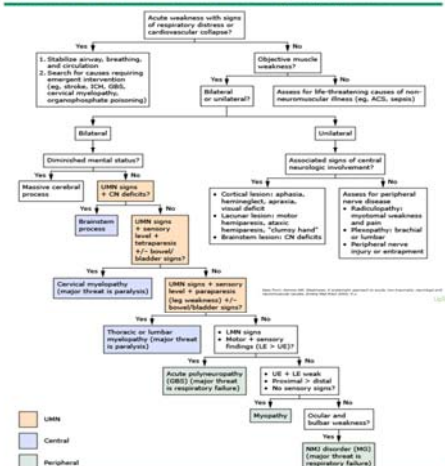 Acute weakness with signs
of respiratory distress or
cardiovascular collapse?
Yes
No
1. Stabilize airway, breathing,
and circulation
2. Search for causes requiring
emergent intervention
(eg, stroke, ICH, GBS,
cervical myelopathy,
organophosphate poisoning)
Objective muscle
weakness?
Yes
No
Bilateral
or unilateral?
Assess for life-threatening causes of non-
neuromuscular illness (eg, ACS, sepsis)
Bilateral
Unilateral
Diminished mental status?
Yes
No
Massive cerebral
process
UMN signs
+ CN deficits?
Yes
No
Brainstem
process
UMN signs
+ sensory
level +
tetraparesis
+/- bowel/
bladder signs?
Associated signs of central
neurologic involvement?
Yes
No
• Cortical lesion: aphasia,
hemineglect, apraxia,
visual deficit
• Lacunar lesion: motor
hemiparesis, ataxic
hemiparesis, "clumsy hand"
• Brainstem lesion: CN deficits
Assess for peripheral
nerve disease
• Radiculopathy:
myotomal weakness
and pain
• Plexopathy: brachial
or lumbar
• Peripheral nerve
injury or entrapment
Yes
No
Cervical myelopathy
(major threat is paralysis)
UMN signs + sensory
level + paraparesis
(leg weakness) +/-
bowel/bladder signs?
Yes
No
Thoracic or lumbar
myelopathy (major threat
is paralysis)
• LMN signs
• Motor + sensory
findings (LE > UE)?
Yes
No
Acute polyneuropathy
(GBS) (major threat
is respiratory failure)
• UE + LE weak
• Proximal > distal
• No sensory signs?
Yes
No
Myopathy
Ocular and
bulbar weakness?
Yes
NMJ disorder (MG)
(major threat is
respiratory failure)
UMN
Central
Peripheral